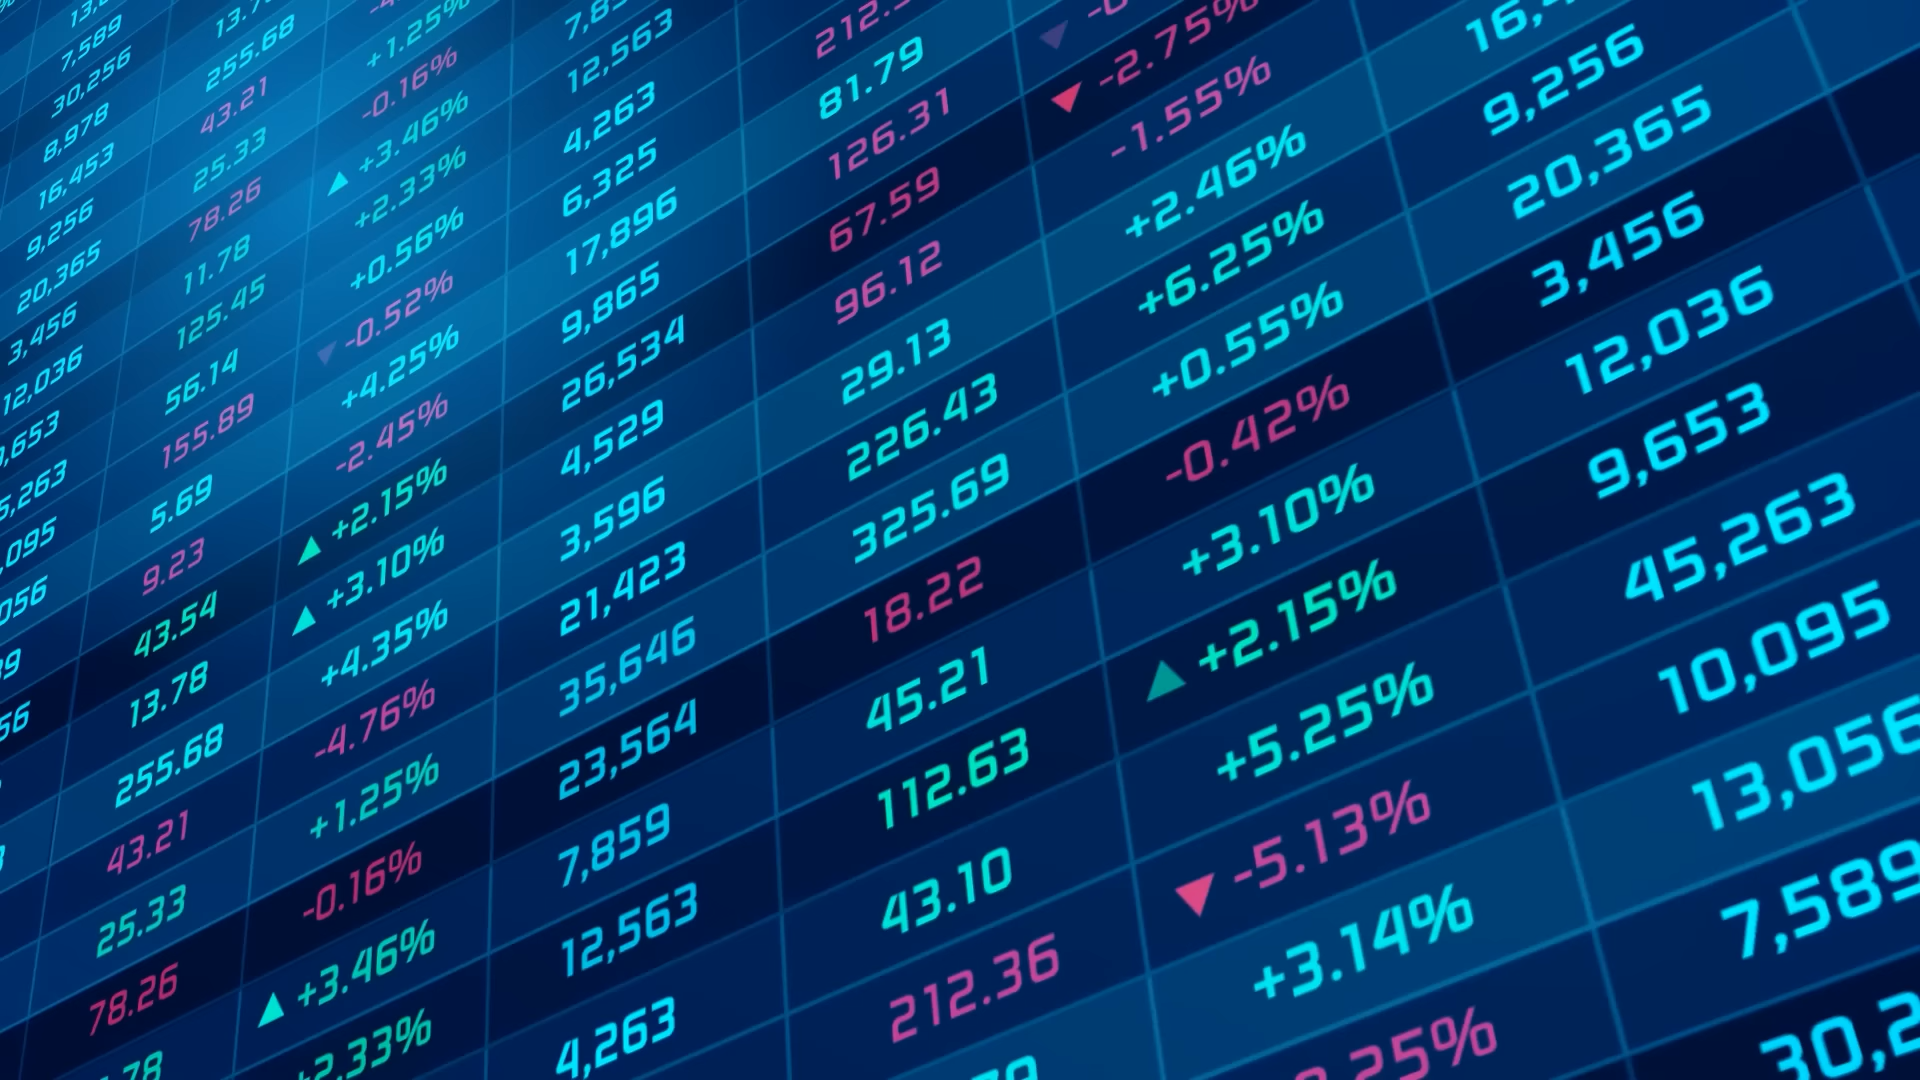 7,589
30,256
8,978 255.68
16,453 43.21
9,256 25.33 +1.25%
20,365 78.26 -0.16%
3,456 11.78 ▲ +3.46%
12,036 125.45 +2.33% 12,563
,653 56.14 +0.56% 4,263
5,263 155.89 ▼ -0.52% 6,325 212.3
,095 5.69 +4.25% 17,896 81.79
056 9.23 -2.45% 9,865 126.31 ▼
89 43.54 ▲ +2.15% 26,534 67.59 ▼ -2.75%
56 13.78 ▲ +3.10% 4,529 96.12 -1.55%
255.68 +4.35% 3,596 29.13 +2.46% 16,4
43.21 -4.76% 21,423 226.43 +6.25% 9,256
25.33 +1.25% 35,646 325.69 +0.55% 20,365
78.26 -0.16% 23,564 18.22 -0.42% 3,456
.78 ▲ +3.46% 7,859 45.21 +3.10% 12,036
+2.33% 12,563 112.63 ▲ +2.15% 9,653
4,263 43.10 +5.25% 45,263
212.36 ▼ -5.13% 10,095
79 +3.14% 13,056
.25% 7,589
30,2